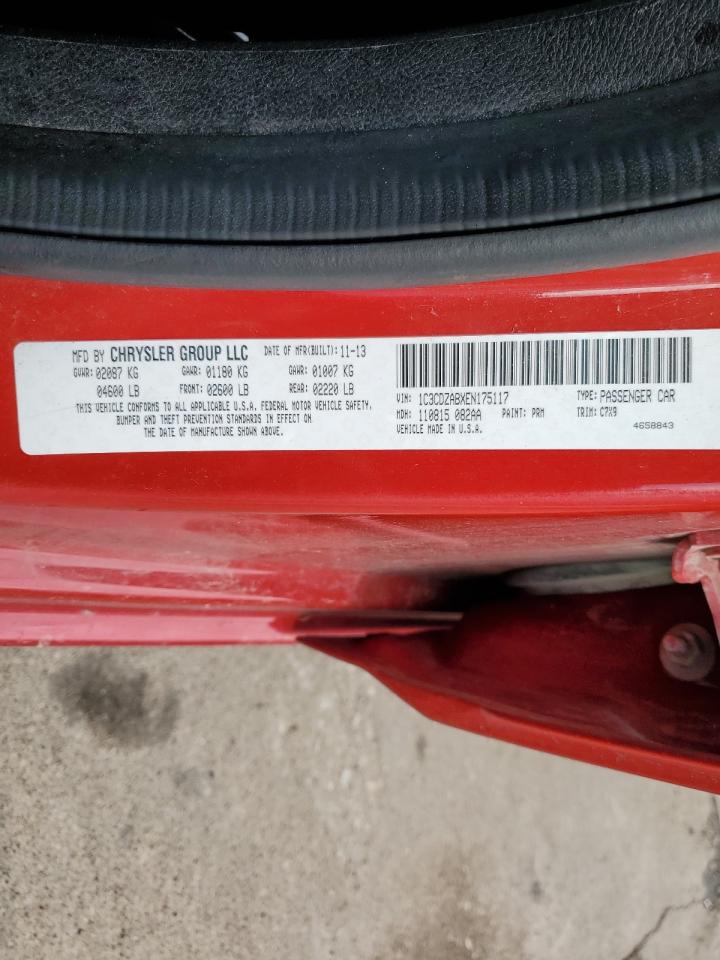 MFD BY CHRYSLER GROUP LLC DATE OF MFR(BUILT): 11-13
GVWR: 02087 KG GAWR: 01180 KG GAWR: 01007 KG
04600 LB FRONT: 02600 LB REAR: 02220 LB
THIS VEHICLE CONFORMS TO ALL APPLICABLE U.S.A. FEDERAL MOTOR VEHICLE SAFETY,
BUMPER AND THEFT PREVENTION STANDARDS IN EFFECT ON
THE DATE OF MANUFACTURE SHOWN ABOVE.
VIN: 1C3CDZABXEN175117 TYPE: PASSENGER CAR
MDH: 110815 082AA PAINT: PRM TRIM: C7X9
VEHICLE MADE IN U.S.A. 4658843